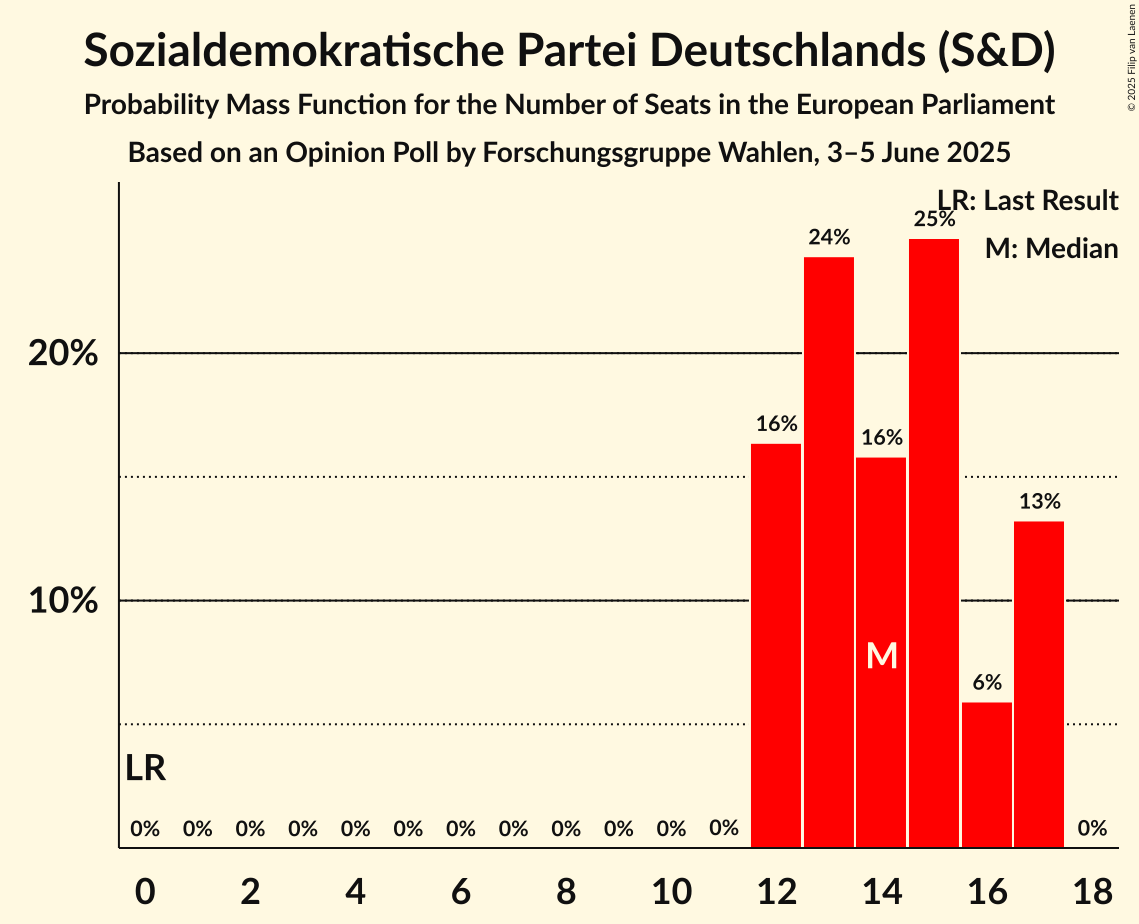 Sozialdemokratische Partei Deutschlands (S&D)
Probability Mass Function for the Number of Seats in the European Parliament
Based on an Opinion Poll by Forschungsgruppe Wahlen, 3–5 June 2025
© 2025 Filip van Laenen
LR: Last Result
M: Median
25%
24%
20%
16%
16%
13%
10%
M
6%
LR
0% 0% 0% 0% 0% 0% 0% 0% 0% 0% 0% 0% 0%
0 2 4 6 8 10 12 14 16 18